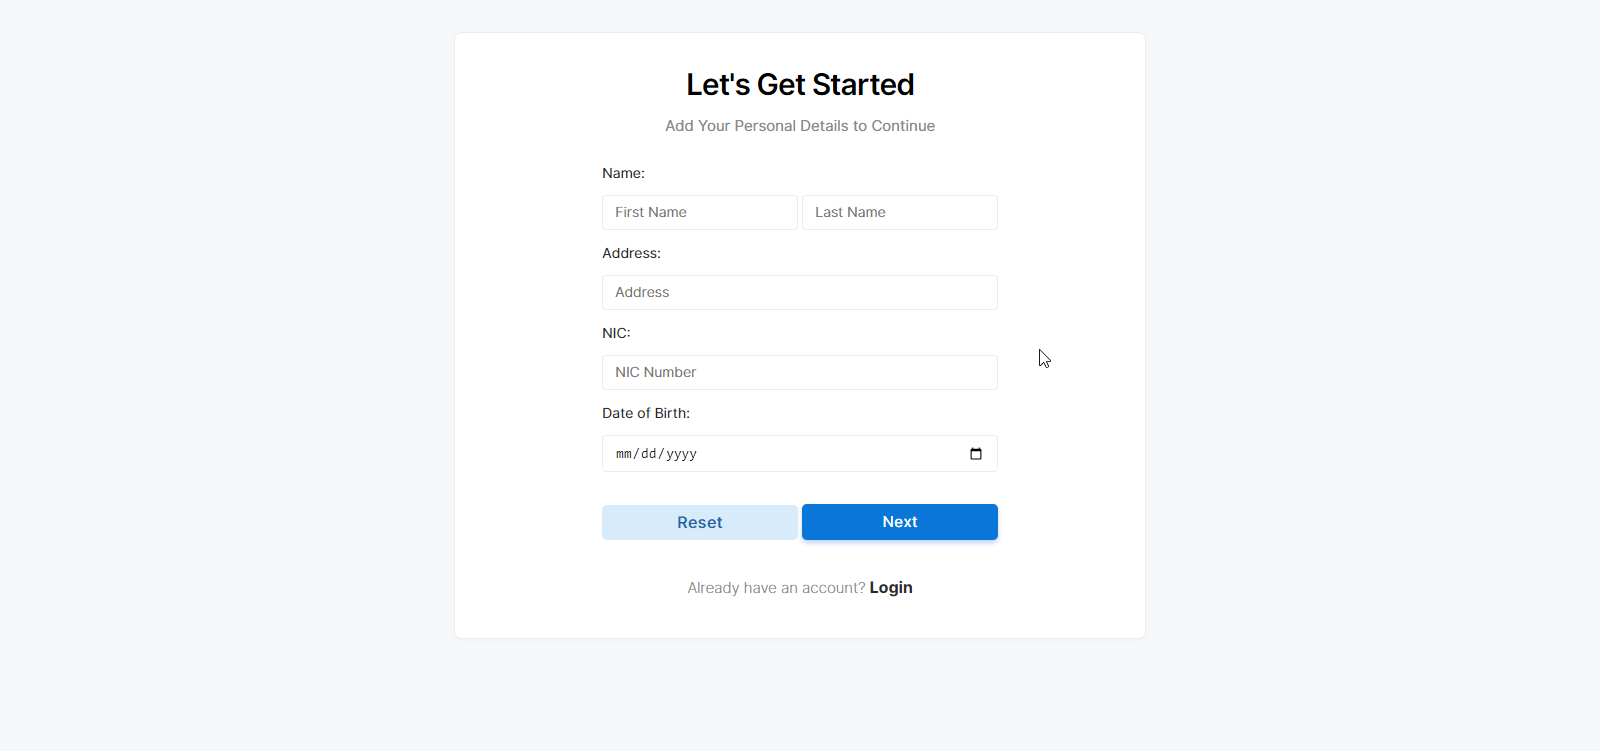 Let's Get Started
Add Your Personal Details to Continue
Name:
First Name Last Name
Address:
Address
NIC:
NIC Number
Date of Birth:
mm/dd/yyyy
Reset Next
Already have an account? Login